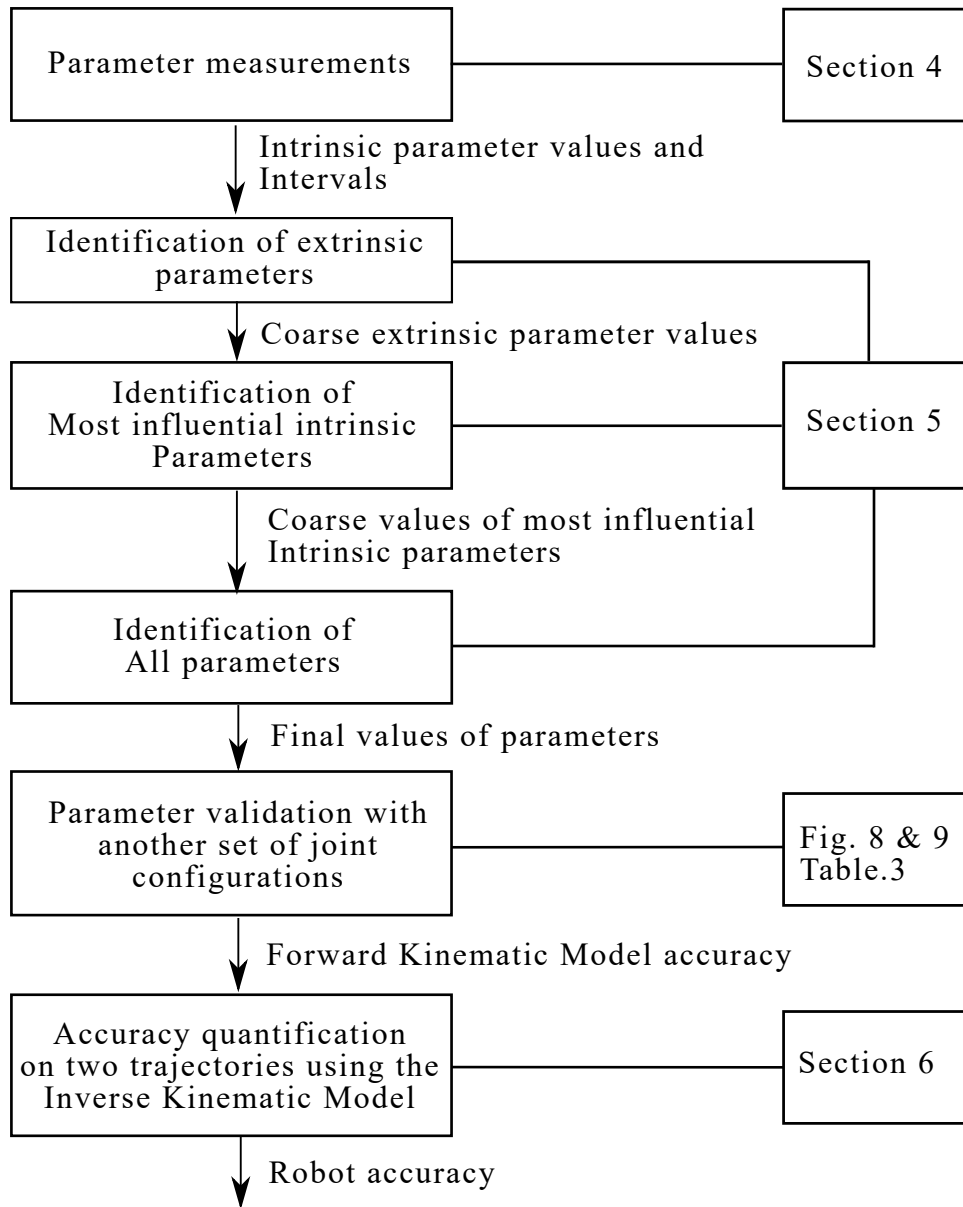 Parameter measurements
Section 4
Intrinsic parameter values and
Intervals
Identification of extrinsic
parameters
Coarse extrinsic parameter values
Identification of
Most influential intrinsic
Parameters
Section 5
Coarse values of most influential
Intrinsic parameters
Identification of
All parameters
Final values of parameters
Parameter validation with
another set of joint
configurations
Fig. 8 & 9
Table.3
Forward Kinematic Model accuracy
Accuracy quantification
on two trajectories using the
Inverse Kinematic Model
Section 6
Robot accuracy